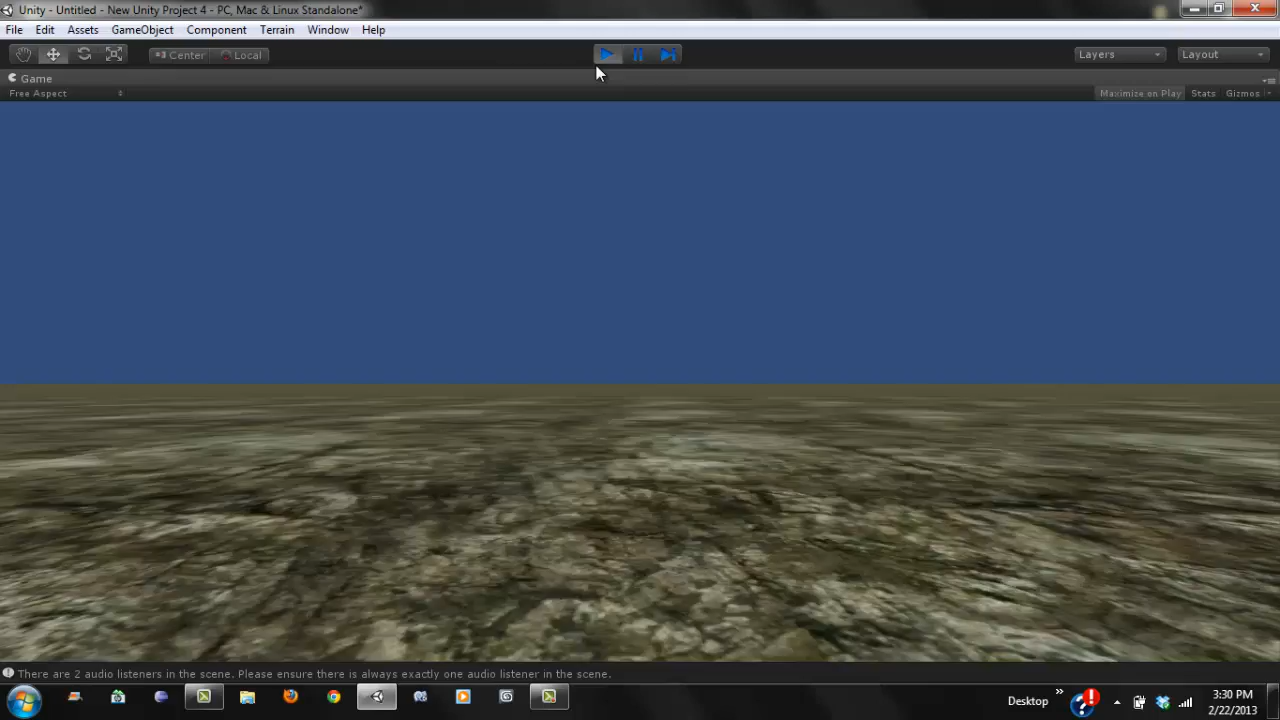 Unity - Untitled - New Unity Project 4 - PC, Mac & Linux Standalone*
File Edit Assets GameObject Component Terrain Window Help
Center Local Layers Layout
Game
Free Aspect Maximize on Play Stats Gizmos
There are 2 audio listeners in the scene. Please ensure there is always exactly one audio listener in the scene.
Desktop 3:30 PM
2/22/2013